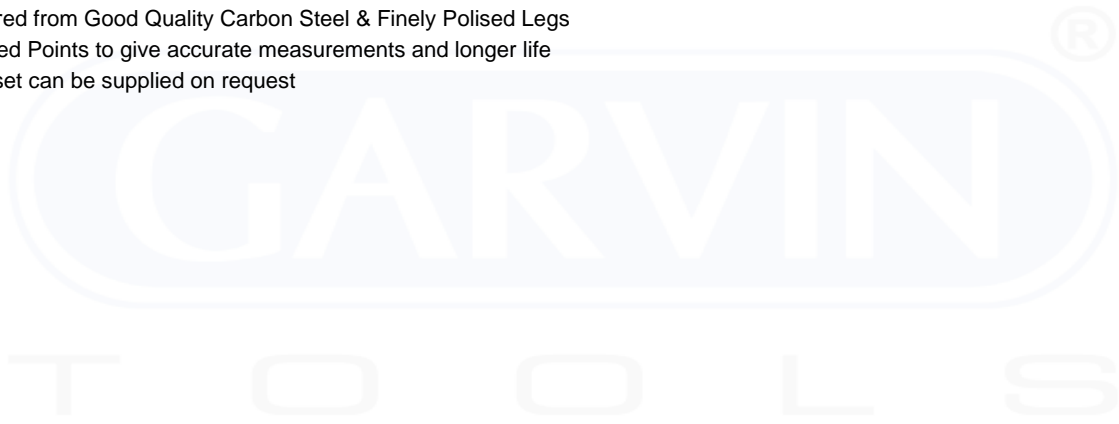 red from Good Quality Carbon Steel & Finely Polised Legs
ed Points to give accurate measurements and longer life
set can be supplied on request
®
GARVIN
TOOLS